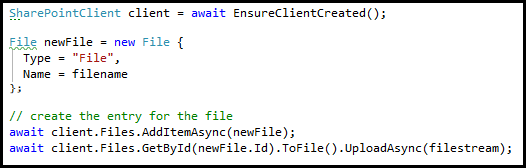 SharePointClient client = await EnsureClientCreated();
File newFile = new File {
Type = "File",
Name = filename
};
// create the entry for the file
await client.Files.AddItemAsync(newFile);
await client.Files.GetById(newFile.Id).ToFile().UploadAsync(filestream);